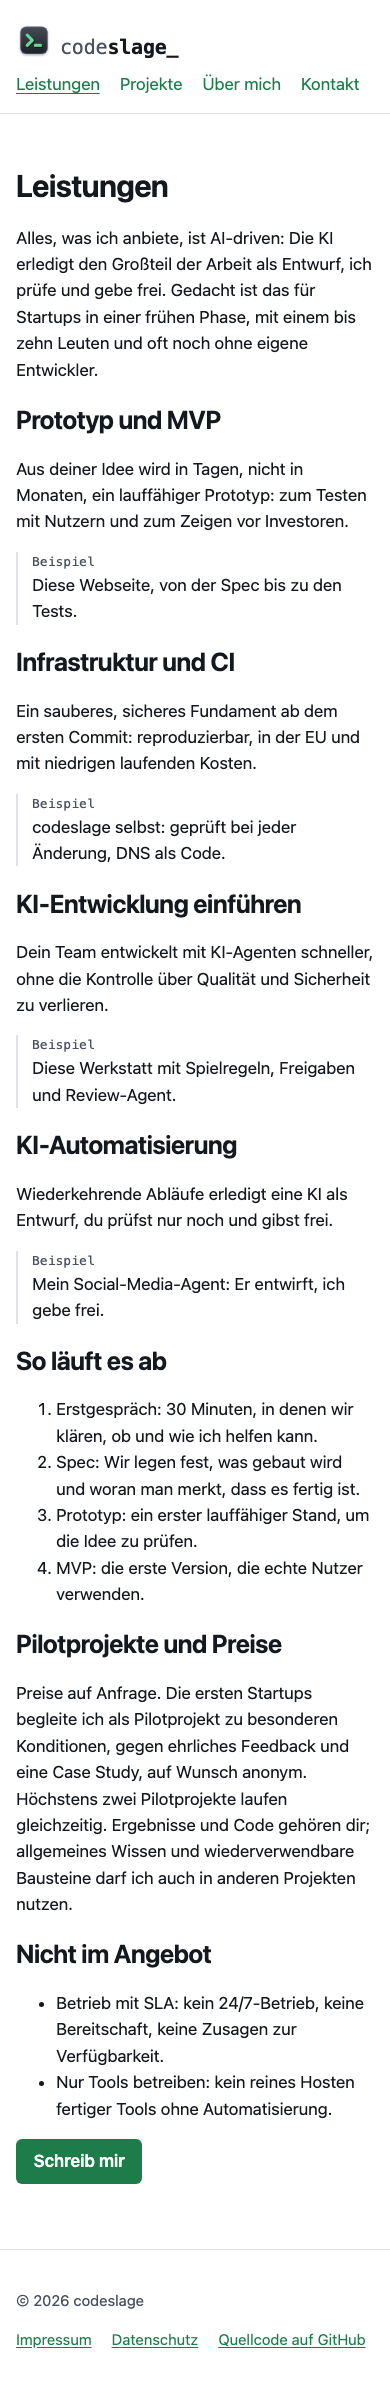 codeslage_
Leistungen Projekte Über mich Kontakt
Leistungen
Alles, was ich anbiete, ist AI-driven: Die KI
erledigt den Großteil der Arbeit als Entwurf, ich
prüfe und gebe frei. Gedacht ist das für
Startups in einer frühen Phase, mit einem bis
zehn Leuten und oft noch ohne eigene
Entwickler.
Prototyp und MVP
Aus deiner Idee wird in Tagen, nicht in
Monaten, ein lauffähiger Prototyp: zum Testen
mit Nutzern und zum Zeigen vor Investoren.
Beispiel
Diese Webseite, von der Spec bis zu den
Tests.
Infrastruktur und CI
Ein sauberes, sicheres Fundament ab dem
ersten Commit: reproduzierbar, in der EU und
mit niedrigen laufenden Kosten.
Beispiel
codeslage selbst: geprüft bei jeder
Änderung, DNS als Code.
KI-Entwicklung einführen
Dein Team entwickelt mit KI-Agenten schneller,
ohne die Kontrolle über Qualität und Sicherheit
zu verlieren.
Beispiel
Diese Werkstatt mit Spielregeln, Freigaben
und Review-Agent.
KI-Automatisierung
Wiederkehrende Abläufe erledigt eine KI als
Entwurf, du prüfst nur noch und gibst frei.
Beispiel
Mein Social-Media-Agent: Er entwirft, ich
gebe frei.
So läuft es ab
1. Erstgespräch: 30 Minuten, in denen wir
klären, ob und wie ich helfen kann.
2. Spec: Wir legen fest, was gebaut wird
und woran man merkt, dass es fertig ist.
3. Prototyp: ein erster lauffähiger Stand, um
die Idee zu prüfen.
4. MVP: die erste Version, die echte Nutzer
verwenden.
Pilotprojekte und Preise
Preise auf Anfrage. Die ersten Startups
begleite ich als Pilotprojekt zu besonderen
Konditionen, gegen ehrliches Feedback und
eine Case Study, auf Wunsch anonym.
Höchstens zwei Pilotprojekte laufen
gleichzeitig. Ergebnisse und Code gehören dir;
allgemeines Wissen und wiederverwendbare
Bausteine darf ich auch in anderen Projekten
nutzen.
Nicht im Angebot
• Betrieb mit SLA: kein 24/7-Betrieb, keine
Bereitschaft, keine Zusagen zur
Verfügbarkeit.
• Nur Tools betreiben: kein reines Hosten
fertiger Tools ohne Automatisierung.
Schreib mir
© 2026 codeslage
Impressum Datenschutz Quellcode auf GitHub